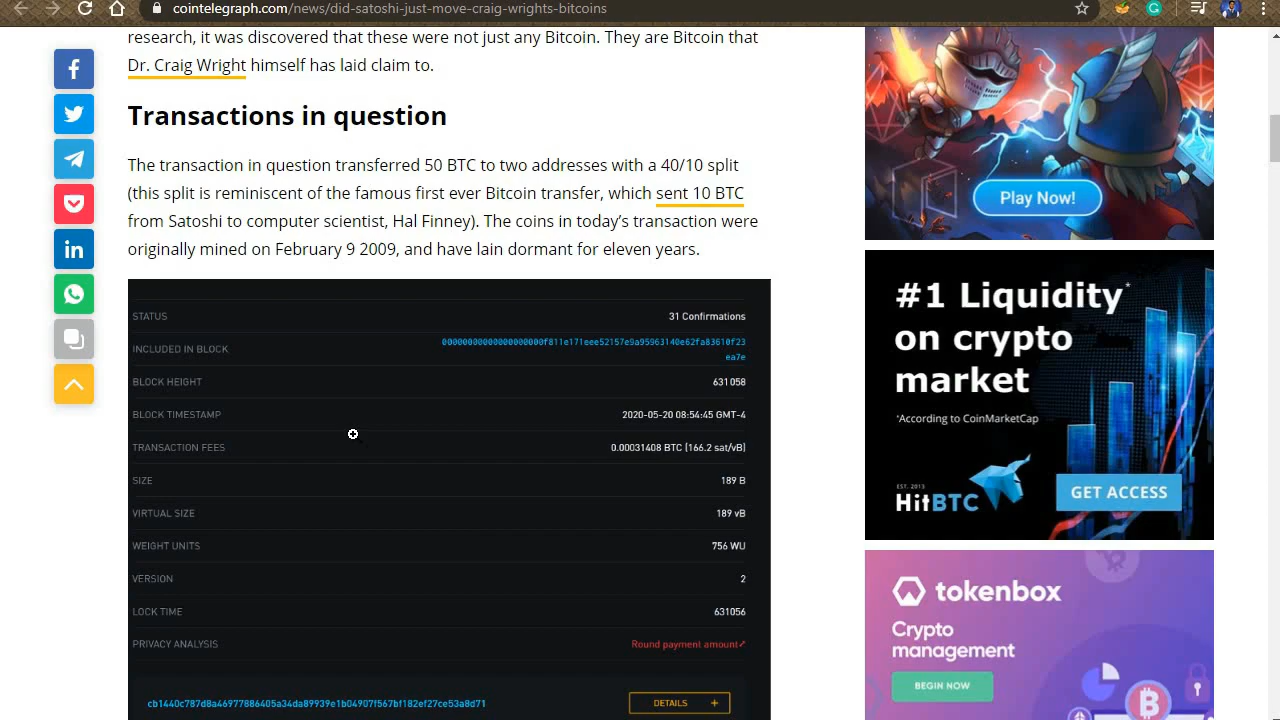 cointelegraph.com/news/did-satoshi-just-move-craig-wrights-bitcoins
research, it was discovered that these were not just any Bitcoin. They are Bitcoin that
Dr. Craig Wright himself has laid claim to.
Transactions in question
The transaction in question transferred 50 BTC to two addresses with a 40/10 split
(this split is reminiscent of the famous first ever Bitcoin transfer, which sent 10 BTC
from Satoshi to computer scientist, Hal Finney). The coins in today's transaction were
originally mined on February 9 2009, and have lain dormant for eleven years.
STATUS 31 Confirmations
INCLUDED IN BLOCK
ea7e
BLOCK HEIGHT 631058
BLOCK TIMESTAMP 2020-05-20 08:54:45 GMT-4
TRANSACTION FEES 0.00031408 BTC (166.2 sat/vB)
SIZE 189 B
VIRTUAL SIZE 189 vB
WEIGHT UNITS 756 WU
VERSION 2
LOCK TIME 631056
PRIVACY ANALYSIS Round payment amount
cb1440c787d8a46977886405a34da89939e1b04907f567bf182ef27ce53a8d71
DETAILS +
Play Now!
#1 Liquidity*
on crypto
market
*According to CoinMarketCap
EST. 2013
HitBTC
GET ACCESS
tokenbox
Crypto
management
BEGIN NOW